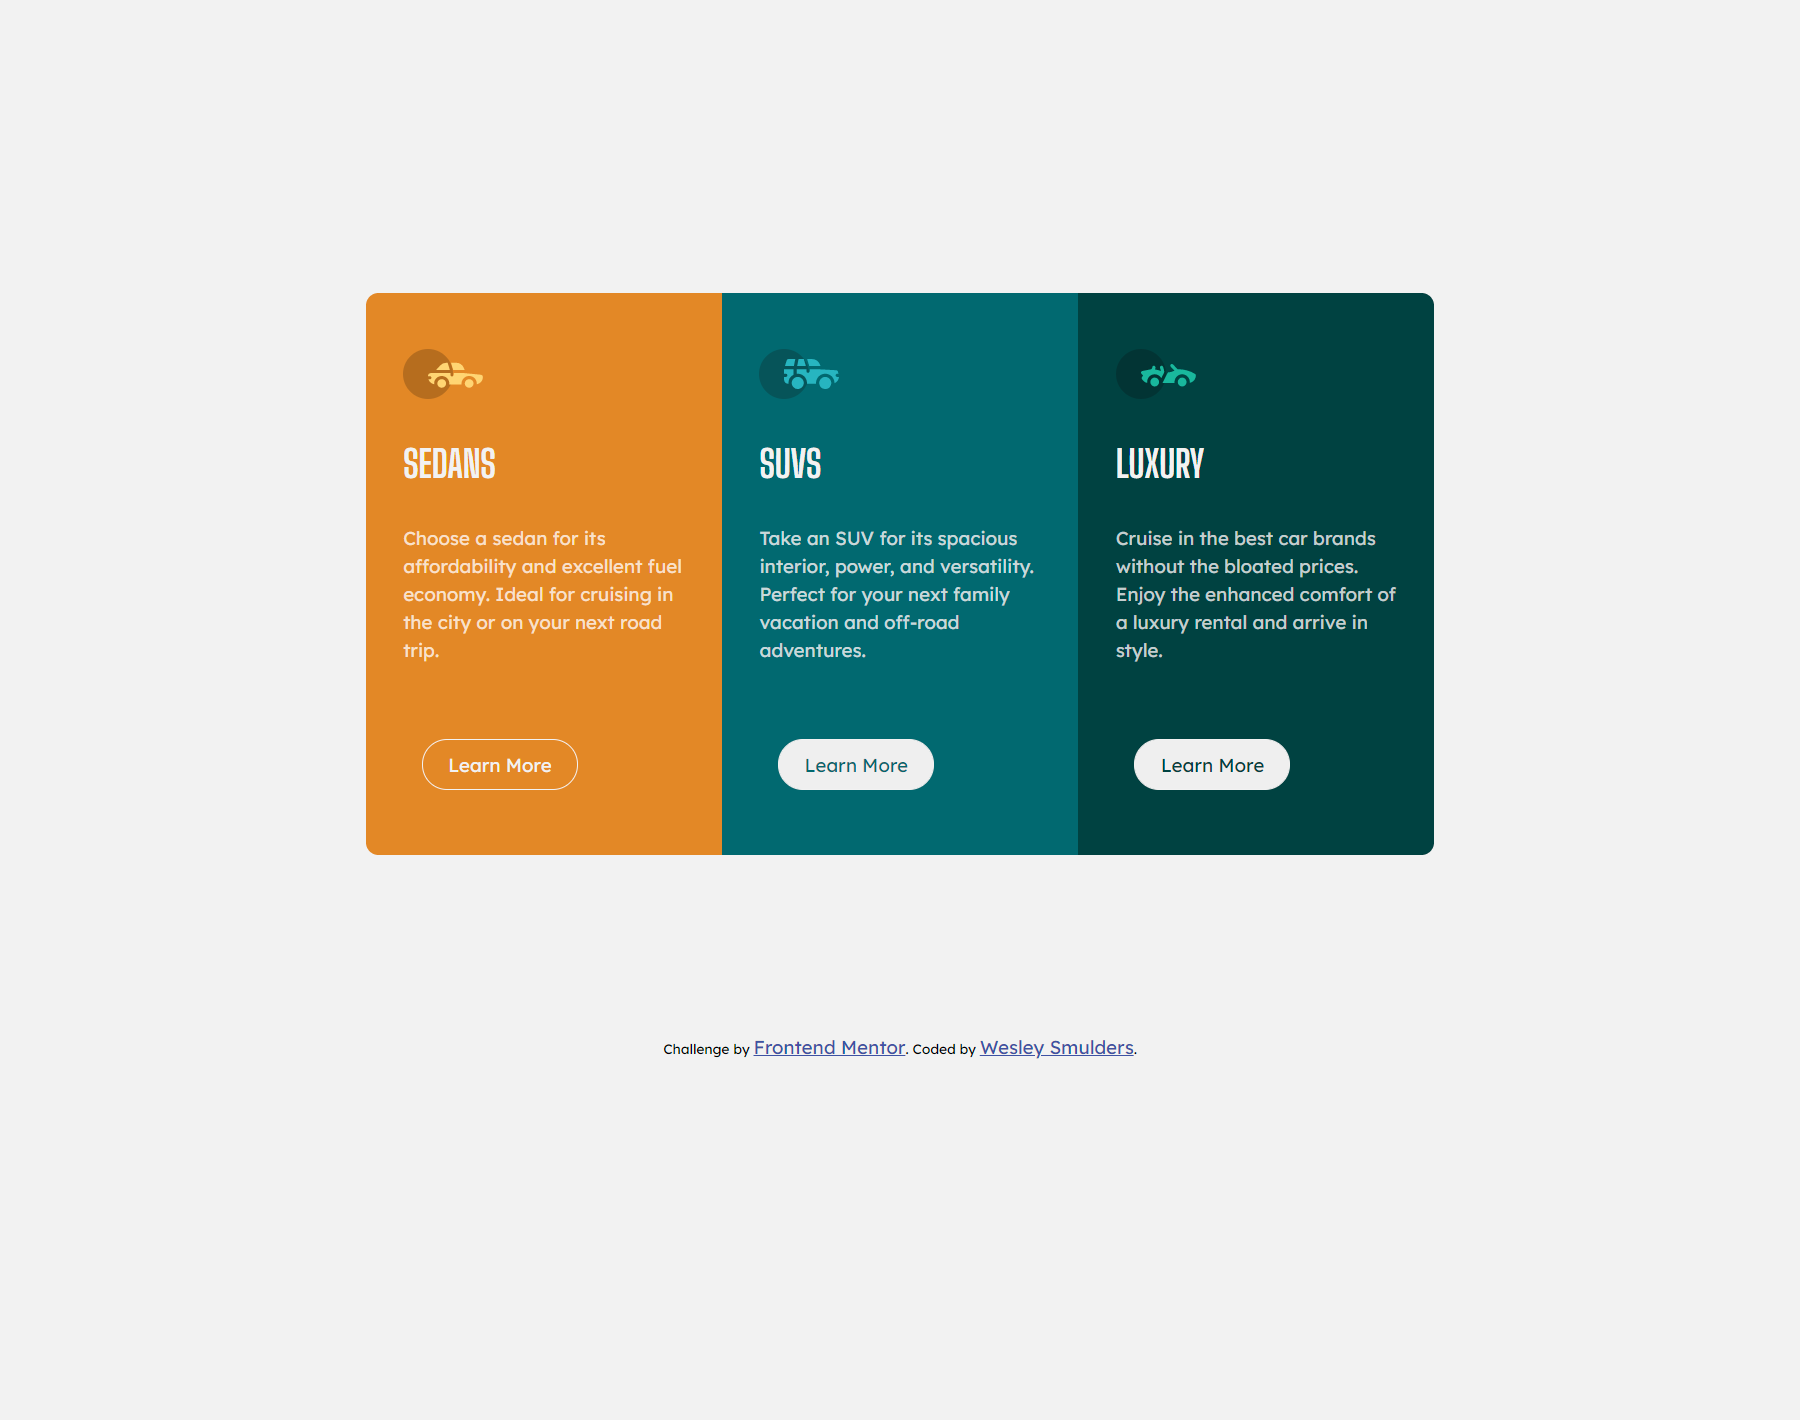 SEDANS
Choose a sedan for its
affordability and excellent fuel
economy. Ideal for cruising in
the city or on your next road
trip.
Learn More
SUVS
Take an SUV for its spacious
interior, power, and versatility.
Perfect for your next family
vacation and off-road
adventures.
Learn More
LUXURY
Cruise in the best car brands
without the bloated prices.
Enjoy the enhanced comfort of
a luxury rental and arrive in
style.
Learn More
Challenge by Frontend Mentor. Coded by Wesley Smulders.